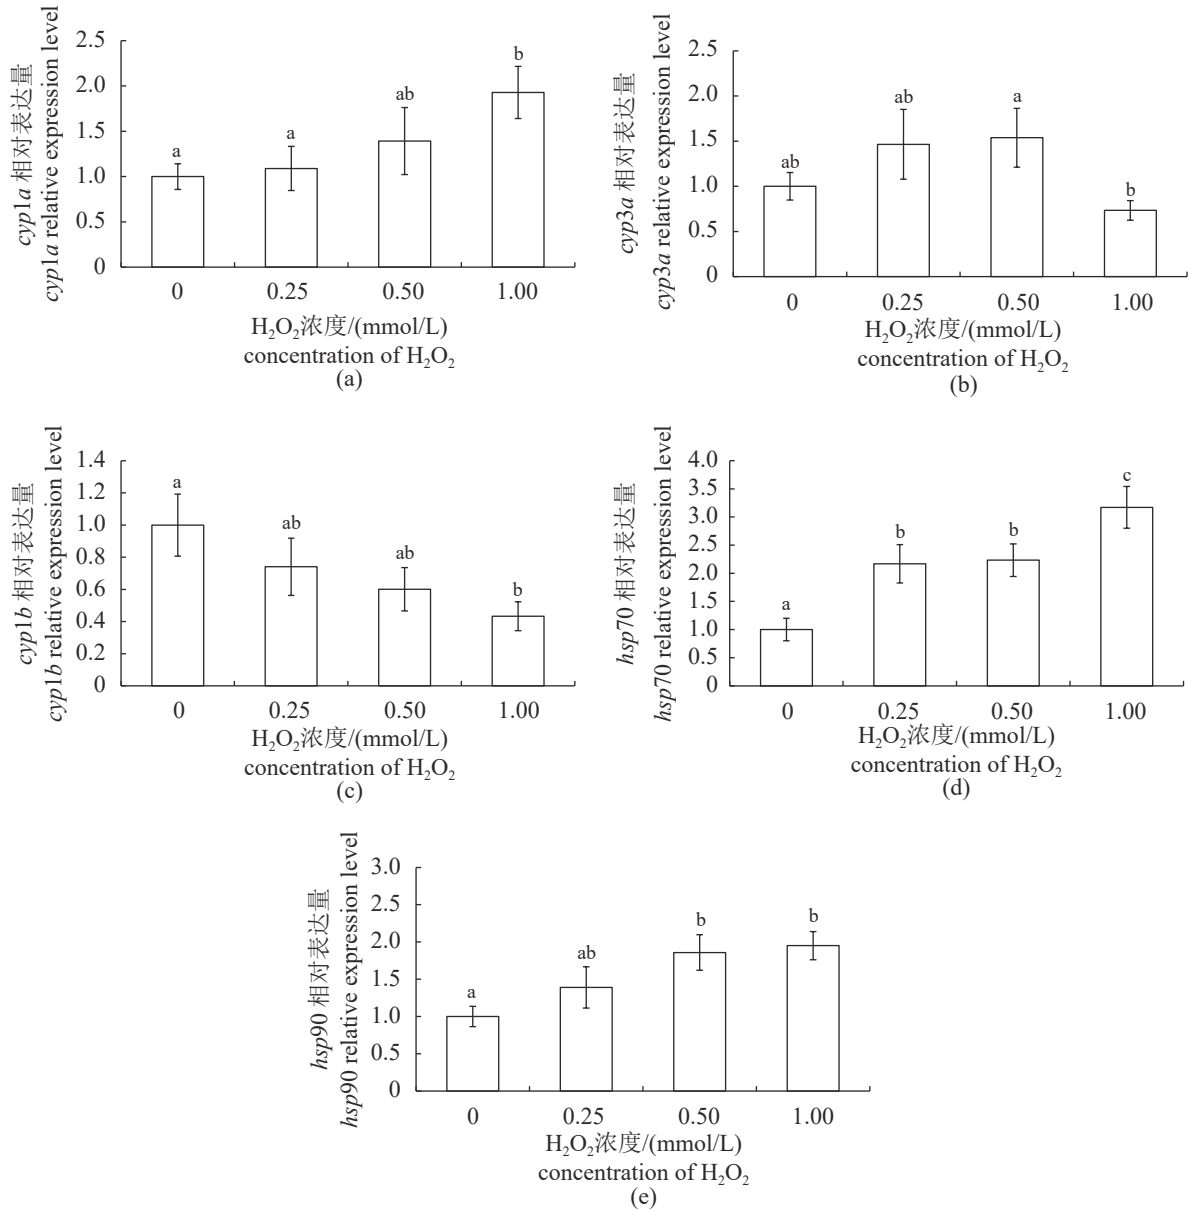 cyp1a 相对表达量
cyp1a relative expression level
2.5
2.0
1.5
1.0
0.5
0
a
a
ab
b
0
0.25
0.50
1.00
H₂O₂浓度/(mmol/L)
concentration of H₂O₂
(a)
cyp3a 相对表达量
cyp3a relative expression level
2.5
2.0
1.5
1.0
0.5
0
ab
ab
a
b
0
0.25
0.50
1.00
H₂O₂浓度/(mmol/L)
concentration of H₂O₂
(b)
cyp1b 相对表达量
cyp1b relative expression level
1.4
1.2
1.0
0.8
0.6
0.4
0.2
0
a
ab
ab
b
0
0.25
0.50
1.00
H₂O₂浓度/(mmol/L)
concentration of H₂O₂
(c)
hsp70 相对表达量
hsp70 relative expression level
4.0
3.5
3.0
2.5
2.0
1.5
1.0
0.5
0
a
b
b
c
0
0.25
0.50
1.00
H₂O₂浓度/(mmol/L)
concentration of H₂O₂
(d)
hsp90 相对表达量
hsp90 relative expression level
3.0
2.5
2.0
1.5
1.0
0.5
0
a
ab
b
b
0
0.25
0.50
1.00
H₂O₂浓度/(mmol/L)
concentration of H₂O₂
(e)